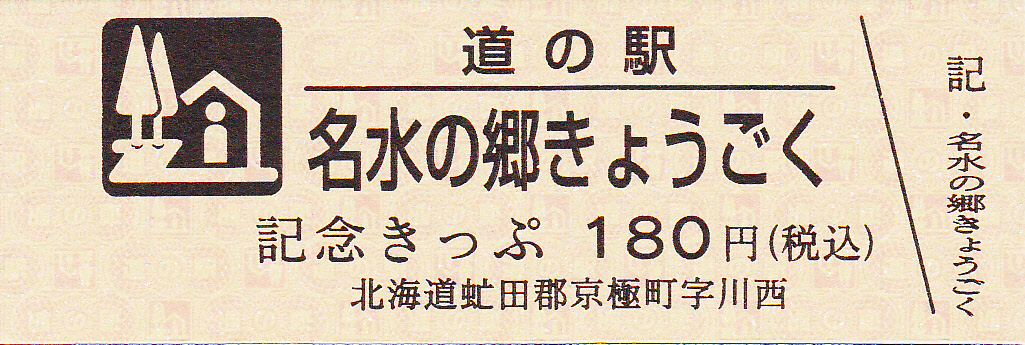 道の駅
名水の郷きょうごく
記念きっぷ 180円(税込)
北海道虻田郡京極町字川西
記・名水の郷きょうごく